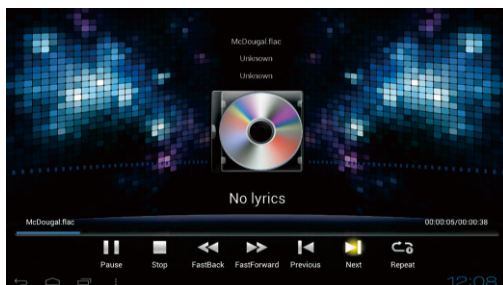 McDougal.flac
Unknown
Unknown
No lyrics
McDougal.flac 00:00:05/00:00:38
Pause Stop FastBack FastForward Previous Next Repeat
12:08